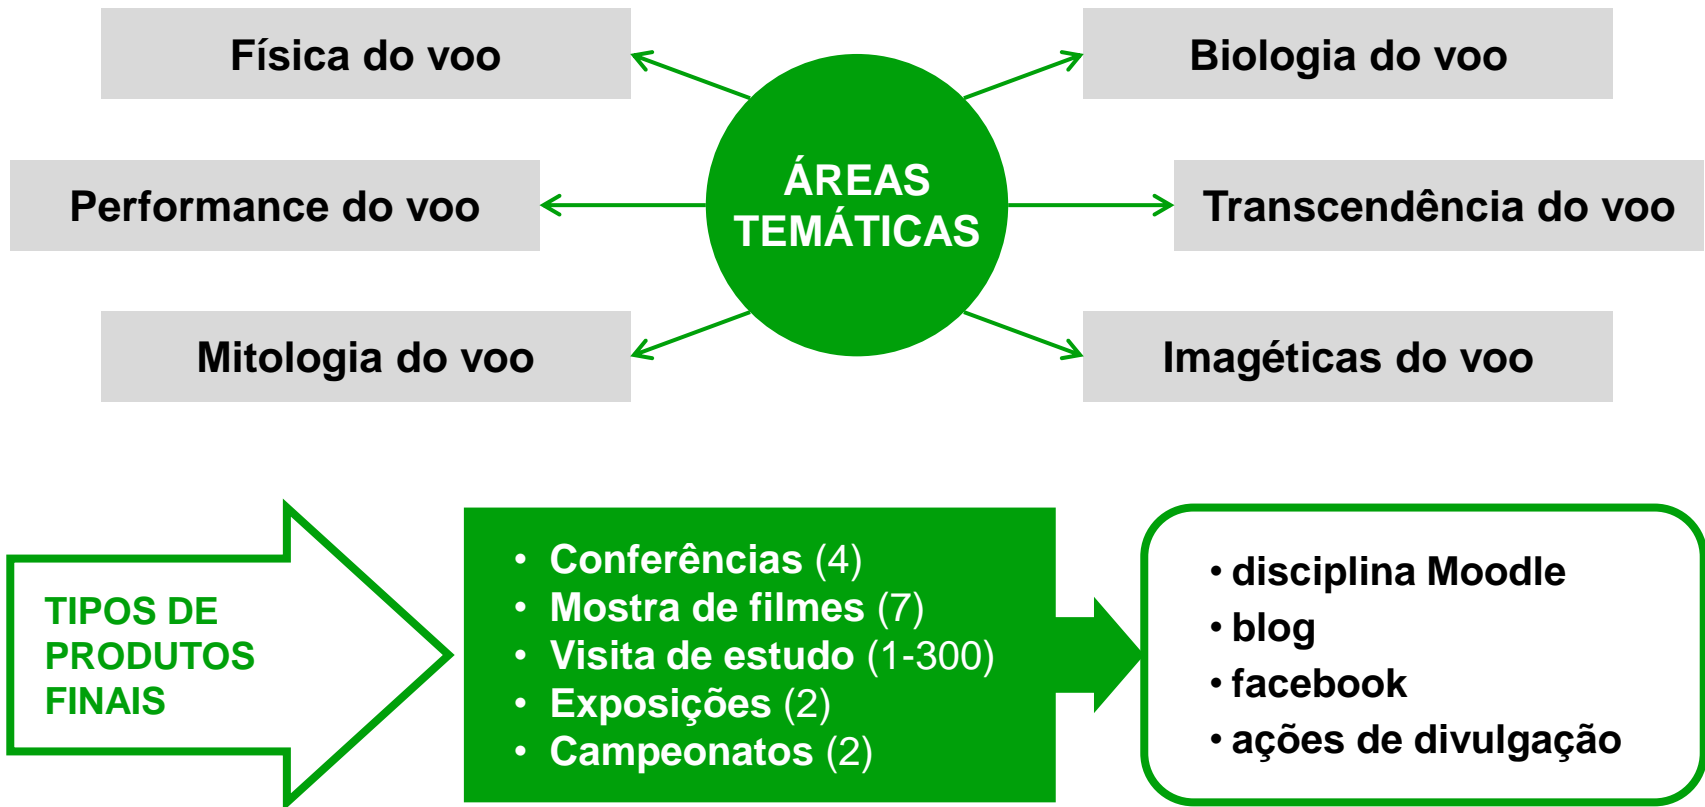 Física do voo
Biologia do voo
ÁREAS
TEMÁTICAS
Performance do voo
Transcendência do voo
Mitologia do voo
Imagéticas do voo
TIPOS DE
PRODUTOS
FINAIS
• Conferências (4)
• Mostra de filmes (7)
• Visita de estudo (1-300)
• Exposições (2)
• Campeonatos (2)
• disciplina Moodle
• blog
• facebook
• ações de divulgação